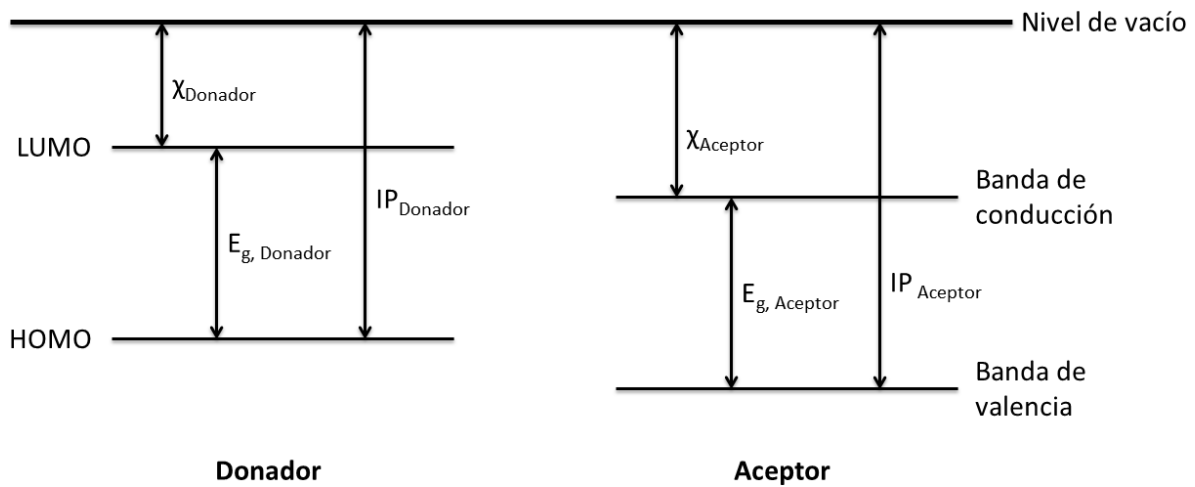 Nivel de vacío
χDonador
LUMO
χAceptor
Banda de
conducción
IPDonador
Eg, Donador
Eg, Aceptor
IP Aceptor
HOMO
Banda de
valencia
Donador
Aceptor